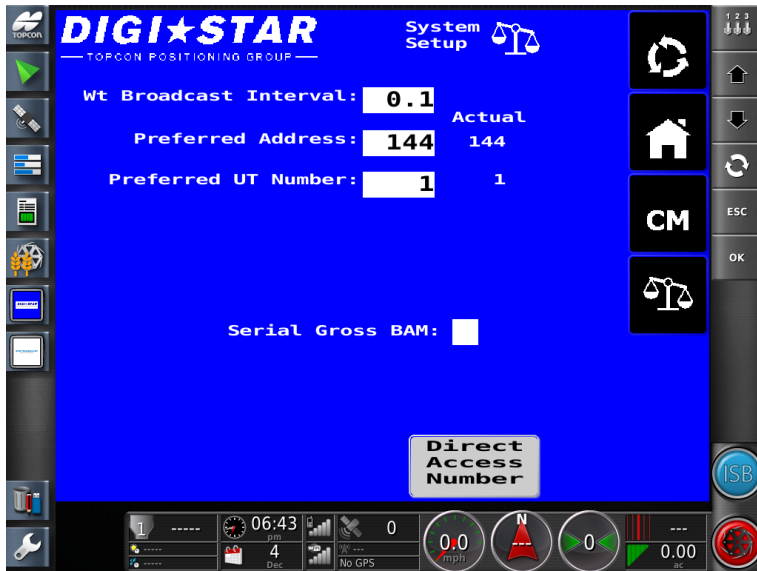 TOPCON
DIGI★STAR
TOPCON POSITIONING GROUP
System
Setup
1 2 3
Wt Broadcast Interval: 0.1
Actual
Preferred Address: 144 144
Preferred UT Number: 1 1
CM
ESC
OK
Serial Gross BAM:
Direct
Access
Number
ISB
1 -----
06:43
pm
0
N
0.0
mph
---
0
---
0.00
ac
-----
-----
4
Dec
---
No GPS